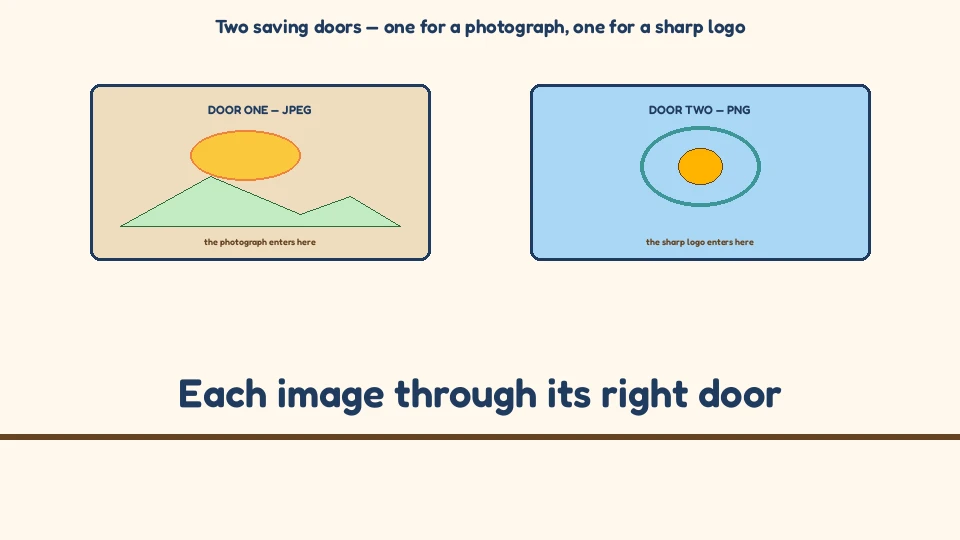 Two saving doors — one for a photograph, one for a sharp logo
DOOR ONE — JPEG
the photograph enters here
DOOR TWO — PNG
the sharp logo enters here
Each image through its right door